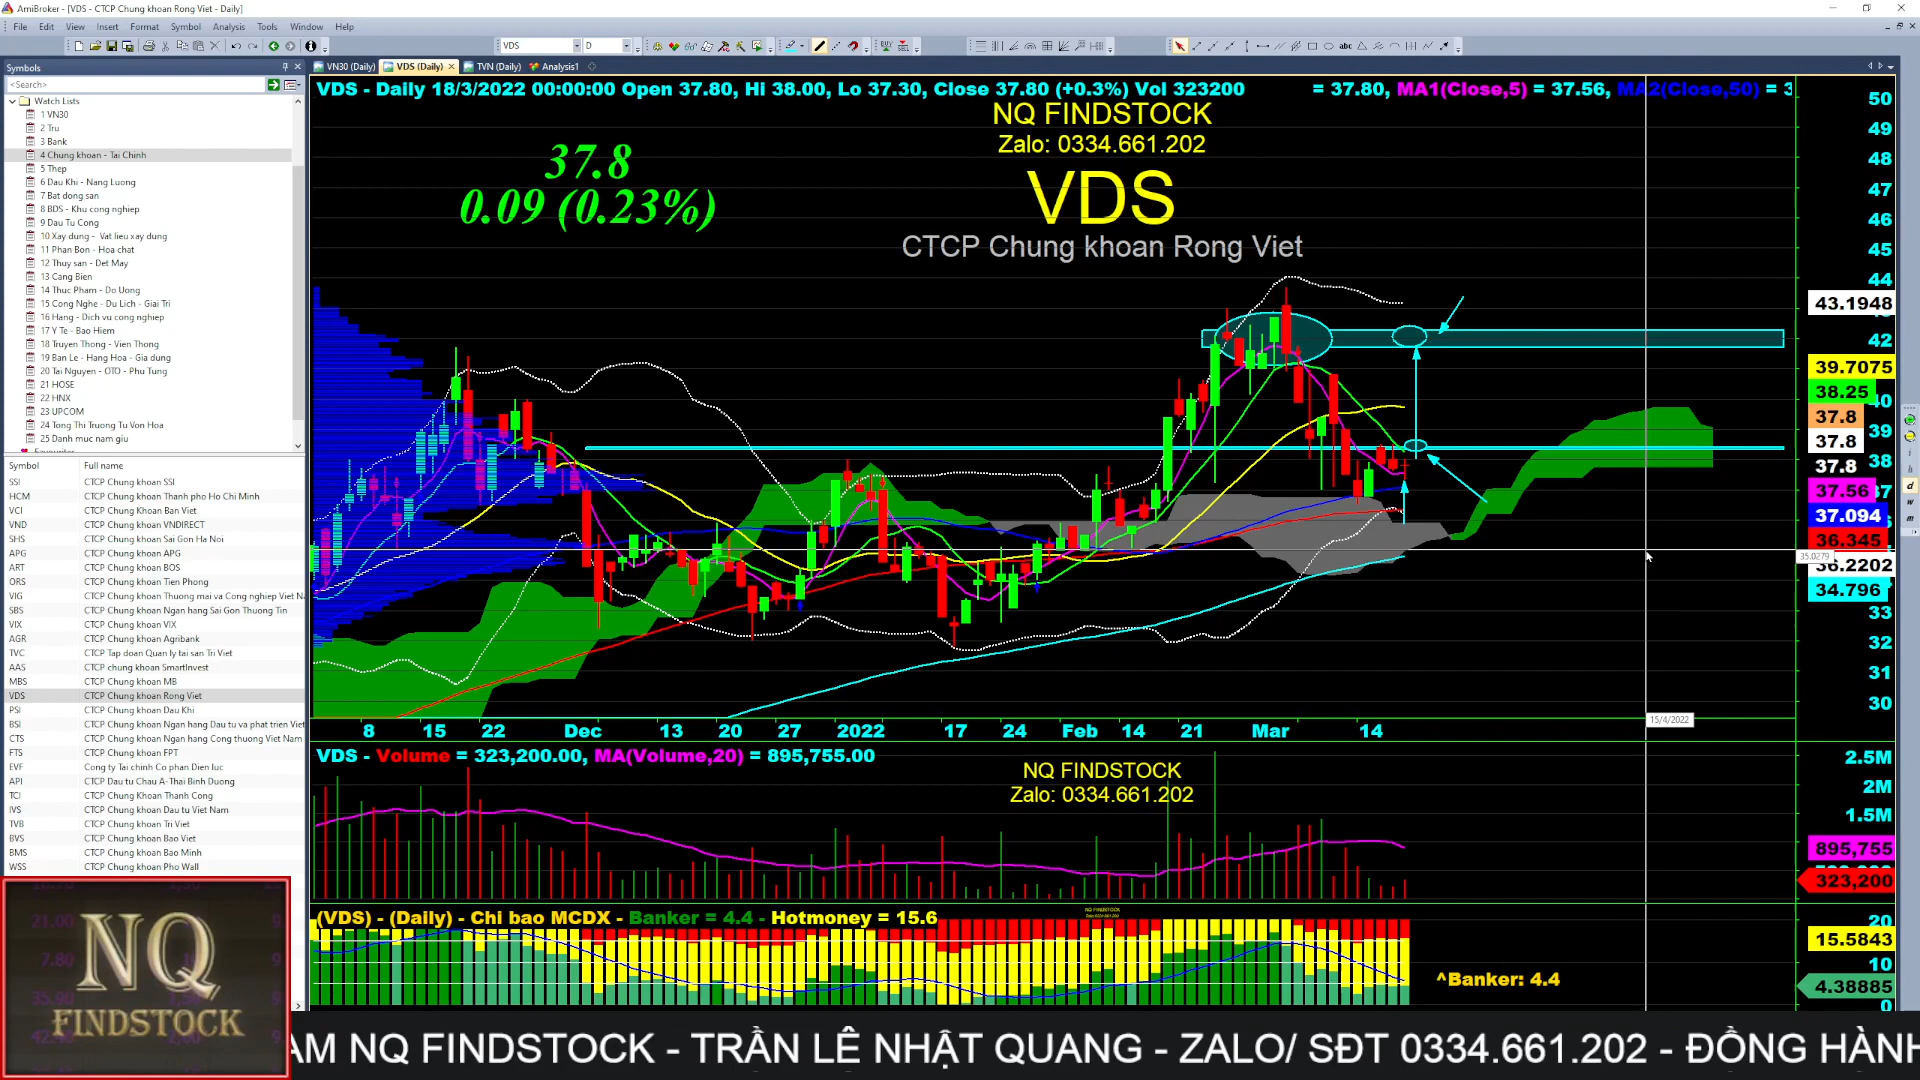 AmiBroker - [VDS - CTCP Chung khoan Rong Viet - Daily]
File Edit View Insert Format Symbol Analysis Tools Window Help
VDS D
Symbols
VN30 (Daily) VDS (Daily) TVN (Daily) Analysis1
<Search>
Watch Lists
1 VN30
2 Tru
3 Bank
4 Chung khoan - Tai Chinh
5 Thep
6 Dau Khi - Nang Luong
7 Bat dong san
8 BDS - Khu cong nghiep
9 Dau Tu Cong
10 Xay dung - Vat lieu xay dung
11 Phan Bon - Hoa chat
12 Thuy san - Det May
13 Cang Bien
14 Thuc Pham - Do Uong
15 Cong Nghe - Du Lich - Giai Tri
16 Hang - Dich vu cong nghiep
17 Y Te - Bao Hiem
18 Truyen Thong - Vien Thong
19 Ban Le - Hang Hoa - Gia dung
20 Tai Nguyen - OTO - Phu Tung
21 HOSE
22 HNX
23 UPCOM
24 Tong Thi Truong Tu Von Hoa
25 Danh muc nam giu
Symbol Full name
SSI CTCP Chung khoan SSI
HCM CTCP Chung khoan Thanh pho Ho Chi Minh
VCI CTCP Chung Khoan Ban Viet
VND CTCP Chung khoan VNDIRECT
SHS CTCP Chung khoan Sai Gon Ha Noi
APG CTCP Chung khoan APG
ART CTCP Chung khoan BOS
ORS CTCP Chung khoan Tien Phong
VIG CTCP Chung khoan Thuong mai va Cong nghiep Viet N
SBS CTCP Chung khoan Ngan hang Sai Gon Thuong Tin
VIX CTCP Chung khoan VIX
AGR CTCP Chung khoan Agribank
TVC CTCP Tap doan Quan ly tai san Tri Viet
AAS CTCP chung khoan SmartInvest
MBS CTCP Chung khoan MB
VDS CTCP Chung khoan Rong Viet
PSI CTCP Chung khoan Dau Khi
BSI CTCP Chung khoan Ngan hang Dau tu va phat trien Viet
CTS CTCP Chung khoan Ngan hang Cong thuong Viet Nam
FTS CTCP Chung khoan FPT
EVF Cong ty Tai chinh Co phan Dien luc
API CTCP Dau tu Chau A-Thai Binh Duong
TCI CTCP Chung Khoan Thanh Cong
IVS CTCP Chung khoan Dau tu Viet Nam
TVB CTCP Chung khoan Tri Viet
BVS CTCP Chung khoan Bao Viet
BMS CTCP Chung khoan Bao Minh
WSS CTCP Chung khoan Pho Wall
VDS - Daily 18/3/2022 00:00:00 Open 37.80, Hi 38.00, Lo 37.30, Close 37.80 (+0.3%) Vol 323200 = 37.80, MA1(Close,5) = 37.56, MA2(Close,50) = 3
NQ FINDSTOCK
Zalo: 0334.661.202
VDS
CTCP Chung khoan Rong Viet
37.8
0.09 (0.23%)
50
49
48
47
46
45
44
43.1948
42
39.7075
38.25
40
37.8
39
37.8
38
37.8
37.56
37
37.094
36.345
35.0279
36.2202
34.796
33
32
31
30
15/4/2022
8 15 22 Dec 13 20 27 2022 17 24 Feb 14 21 Mar 14
VDS - Volume = 323,200.00, MA(Volume,20) = 895,755.00
NQ FINDSTOCK
Zalo: 0334.661.202
2.5M
2M
1.5M
895,755
323,200
(VDS) - (Daily) - Chi bao MCDX - Banker = 4.4 - Hotmoney = 15.6
^Banker: 4.4
20
15.5843
10
4.38885
0
NQ
FINDSTOCK
AM NQ FINDSTOCK - TRẦN LÊ NHẬT QUANG - ZALO/ SĐT 0334.661.202 - ĐỒNG HÀNH